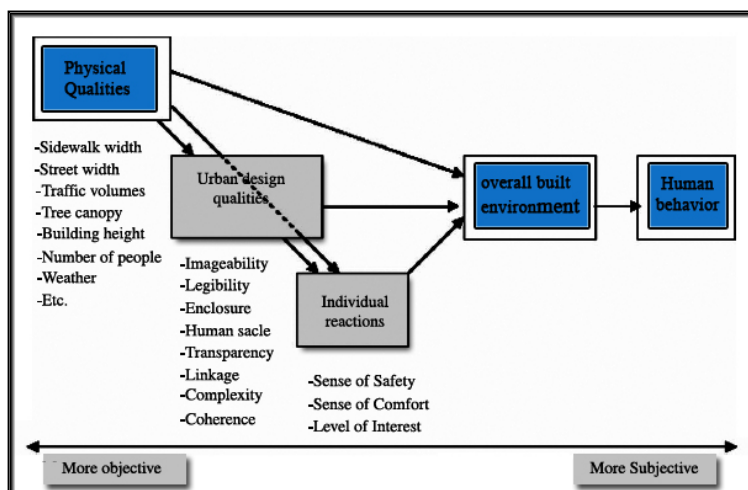 Physical
Qualities
-Sidewalk width
-Street width
-Traffic volumes
-Tree canopy
-Building height
-Number of people
-Weather
-Etc.
Urban design
qualities
-Imageability
-Legibility
-Enclosure
-Human sacle
-Transparency
-Linkage
-Complexity
-Coherence
Individual
reactions
-Sense of Safety
-Sense of Comfort
-Level of Interest
overall built
environment
Human
behavior
More objective
More Subjective